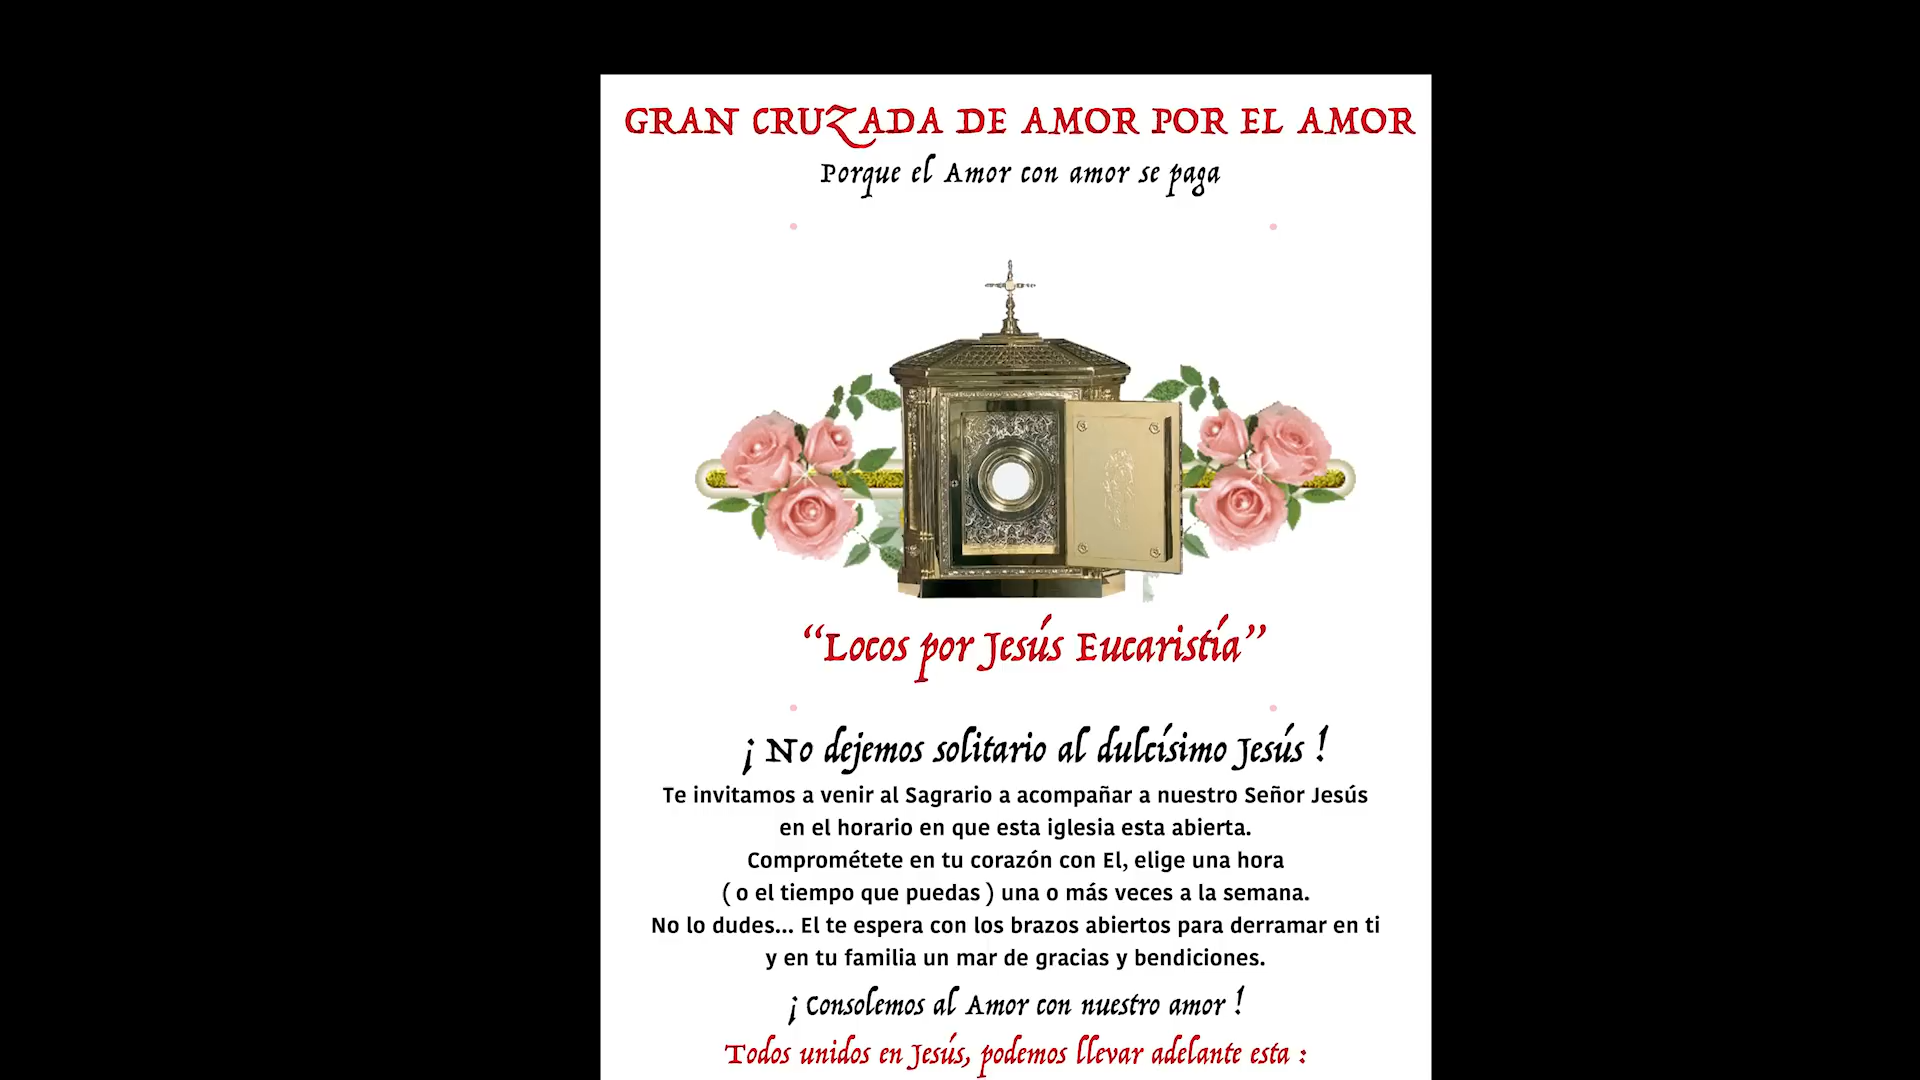 GRAN CRUZADA DE AMOR POR EL AMOR
Porque el Amor con amor se paga
“Locos por Jesús Eucaristía”
¡ No dejemos solitario al dulcísimo Jesús !
Te invitamos a venir al Sagrario a acompañar a nuestro Señor Jesús
en el horario en que esta iglesia esta abierta.
Comprométete en tu corazón con El, elige una hora
( o el tiempo que puedas ) una o más veces a la semana.
No lo dudes... El te espera con los brazos abiertos para derramar en ti
y en tu familia un mar de gracias y bendiciones.
¡ Consolemos al Amor con nuestro amor !
Todos unidos en Jesús, podemos llevar adelante esta :